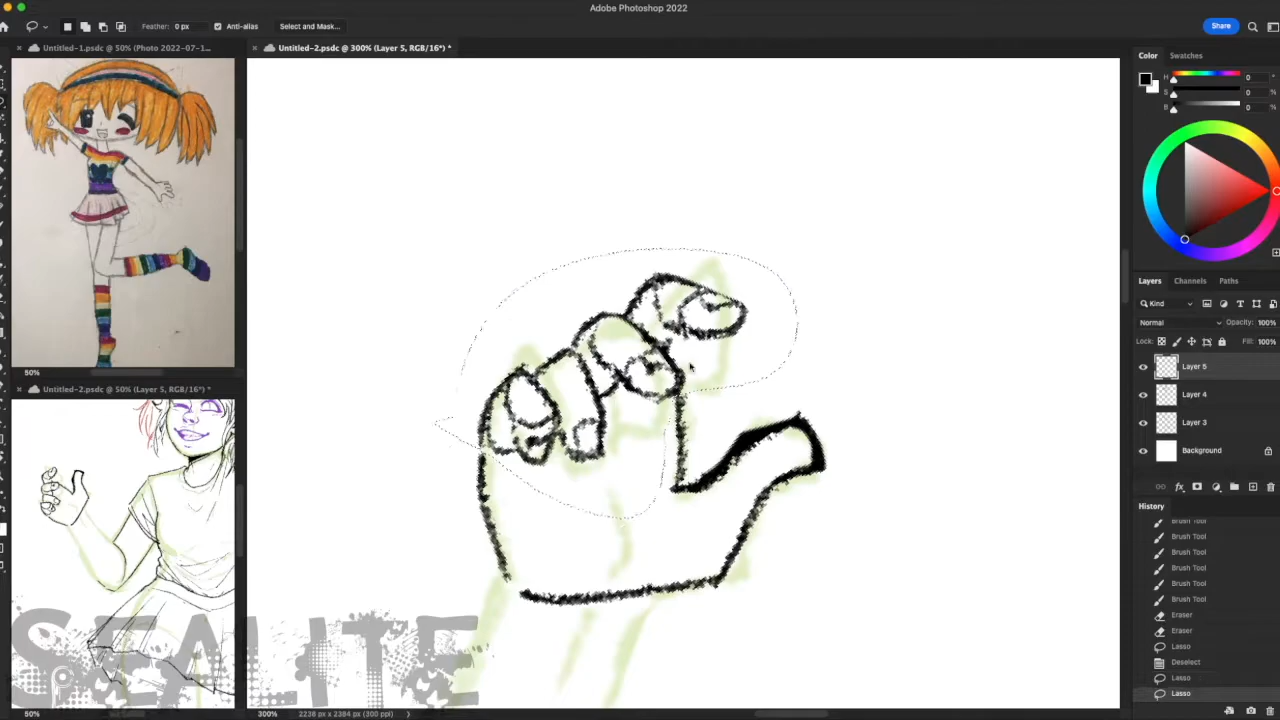 Adobe Photoshop 2022
Feather: 0 px
Anti-alias
Select and Mask...
Share
Untitled-1.psdc @ 50% (Photo 2022-07-1...
Untitled-2.psdc @ 300% (Layer 5, RGB/16*) *
Color
Swatches
H
0
S
0
%
B
0
%
50%
Untitled-2.psdc @ 50% (Layer 5, RGB/16*) *
Layers
Channels
Paths
Kind
Normal
Opacity: 100%
Lock:
Fill: 100%
Layer 5
Layer 4
Layer 3
Background
fx
History
Brush Tool
Brush Tool
Brush Tool
Brush Tool
Brush Tool
Brush Tool
Eraser
Eraser
Lasso
Deselect
Lasso
Lasso
SEALITE
50%
300%
2238 px x 2384 px (300 ppi)